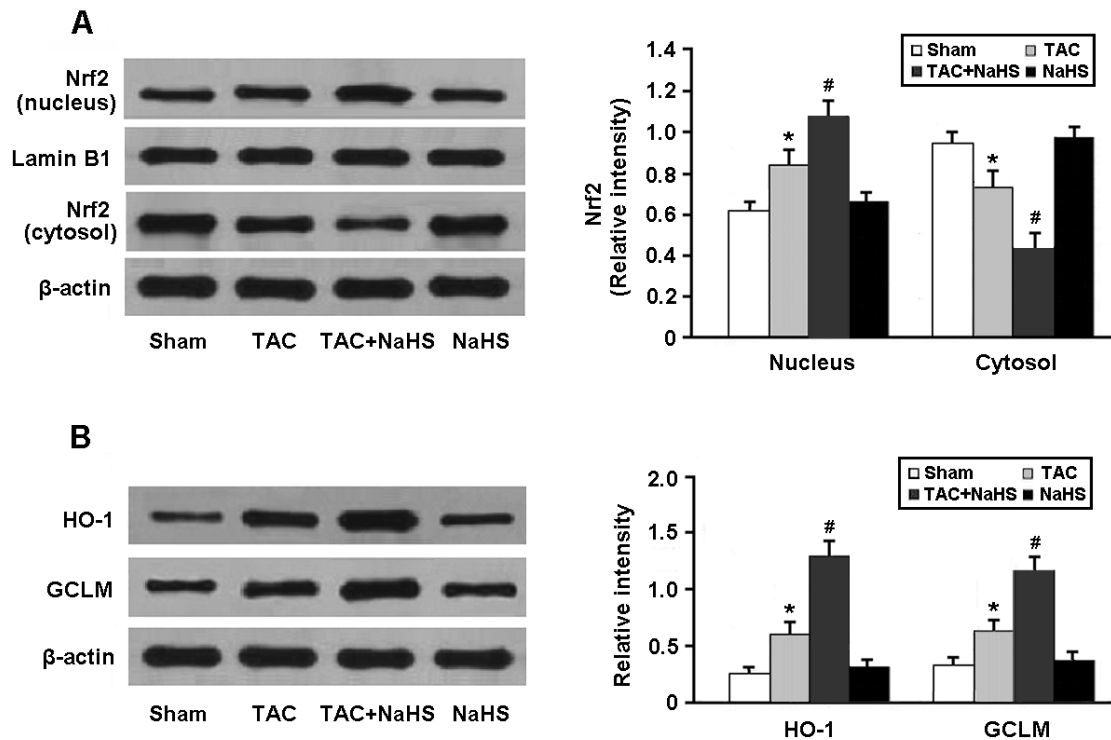 A
Nrf2
(nucleus)
Lamin B1
Nrf2
(cytosol)
β-actin
Sham TAC TAC+NaHS NaHS
Nrf2
(Relative intensity)
1.4
1.2
1.0
0.8
0.6
0.4
0.2
0
Sham TAC
TAC+NaHS NaHS
* # * #
Nucleus Cytosol
B
HO-1
GCLM
β-actin
Sham TAC TAC+NaHS NaHS
Relative intensity
2.0
1.5
1.0
0.5
0
Sham TAC
TAC+NaHS NaHS
* # * #
HO-1 GCLM